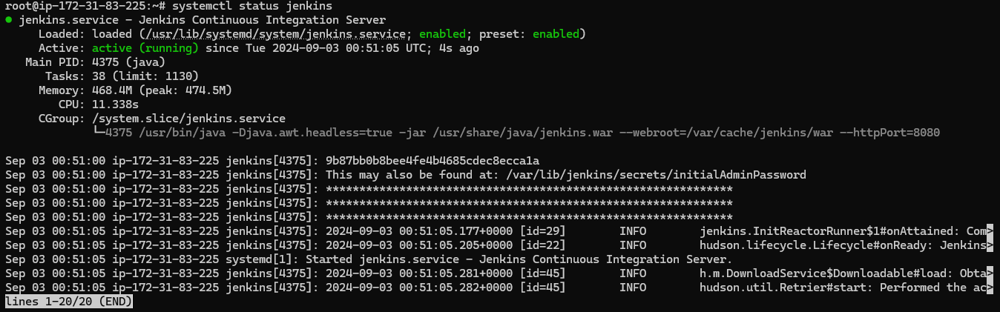 root@ip-172-31-83-225:~# systemctl status jenkins
● jenkins.service - Jenkins Continuous Integration Server
     Loaded: loaded (/usr/lib/systemd/system/jenkins.service; enabled; preset: enabled)
     Active: active (running) since Tue 2024-09-03 00:51:05 UTC; 4s ago
   Main PID: 4375 (java)
      Tasks: 38 (limit: 1130)
     Memory: 468.4M (peak: 474.5M)
        CPU: 11.338s
     CGroup: /system.slice/jenkins.service
             └─4375 /usr/bin/java -Djava.awt.headless=true -jar /usr/share/java/jenkins.war --webroot=/var/cache/jenkins/war --httpPort=8080

Sep 03 00:51:00 ip-172-31-83-225 jenkins[4375]: 9b87bb0b8bee4fe4b4685cdec8ecca1a
Sep 03 00:51:00 ip-172-31-83-225 jenkins[4375]: This may also be found at: /var/lib/jenkins/secrets/initialAdminPassword
Sep 03 00:51:00 ip-172-31-83-225 jenkins[4375]: *************************************************************
Sep 03 00:51:00 ip-172-31-83-225 jenkins[4375]: *************************************************************
Sep 03 00:51:00 ip-172-31-83-225 jenkins[4375]: *************************************************************
Sep 03 00:51:05 ip-172-31-83-225 jenkins[4375]: 2024-09-03 00:51:05.177+0000 [id=29]        INFO        jenkins.InitReactorRunner$1#onAttained: Com>
Sep 03 00:51:05 ip-172-31-83-225 jenkins[4375]: 2024-09-03 00:51:05.205+0000 [id=22]        INFO        hudson.lifecycle.Lifecycle#onReady: Jenkins>
Sep 03 00:51:05 ip-172-31-83-225 systemd[1]: Started jenkins.service - Jenkins Continuous Integration Server.
Sep 03 00:51:05 ip-172-31-83-225 jenkins[4375]: 2024-09-03 00:51:05.281+0000 [id=45]        INFO        h.m.DownloadService$Downloadable#load: Obta>
Sep 03 00:51:05 ip-172-31-83-225 jenkins[4375]: 2024-09-03 00:51:05.282+0000 [id=45]        INFO        hudson.util.Retrier#start: Performed the ac>
lines 1-20/20 (END)